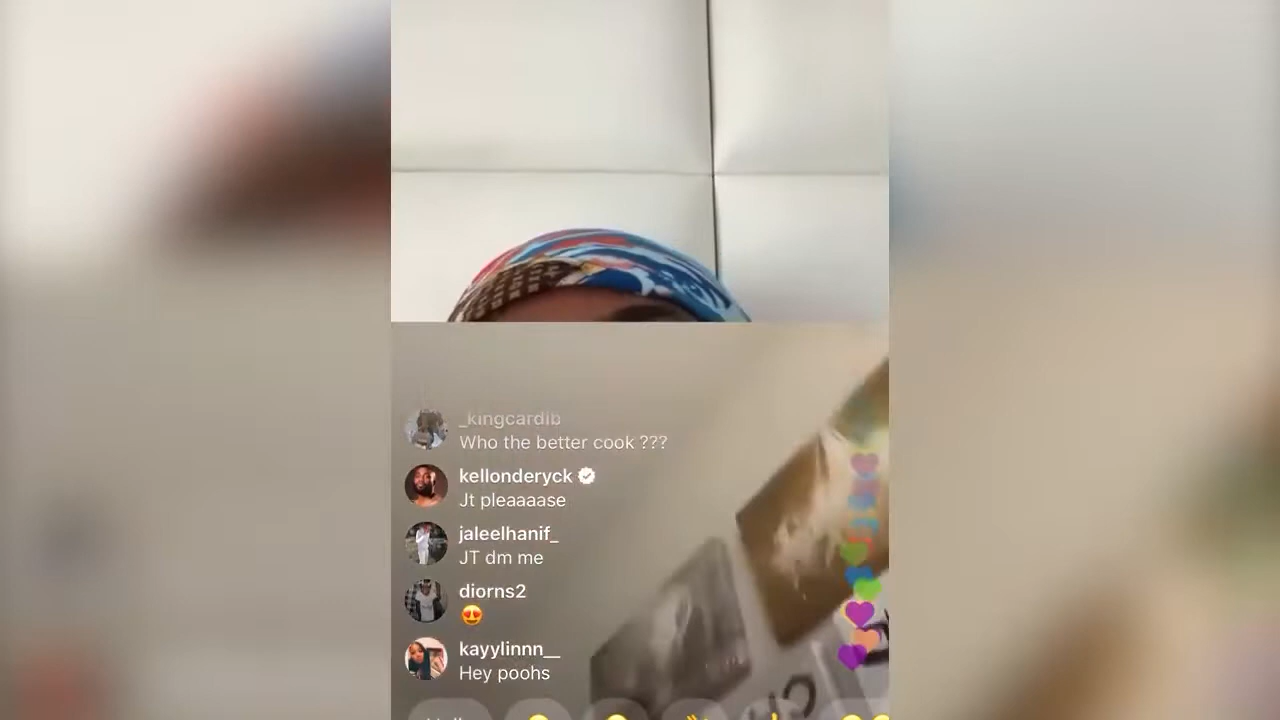 _kingcardib
Who the better cook ???
kellonderyck
Jt pleaaaase
jaleelhanif_
JT dm me
diorns2
😍
kayylinnn__
Hey poohs